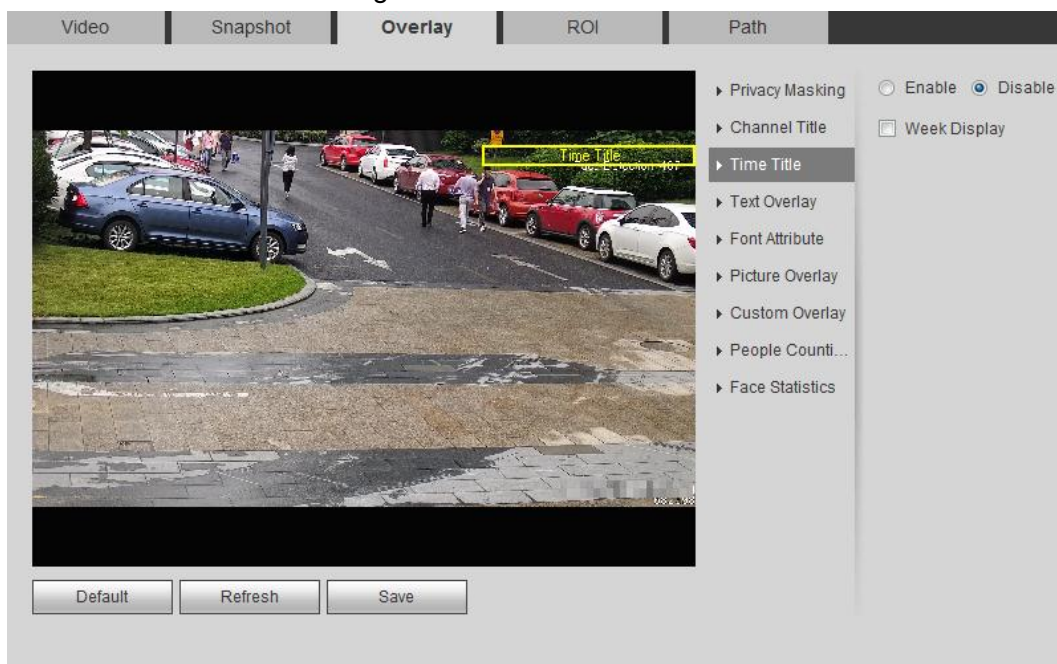 Video
Snapshot
Overlay
ROI
Path
Time Title
Privacy Masking
Channel Title
Time Title
Text Overlay
Font Attribute
Picture Overlay
Custom Overlay
People Counti...
Face Statistics
Enable
Disable
Week Display
Default
Refresh
Save